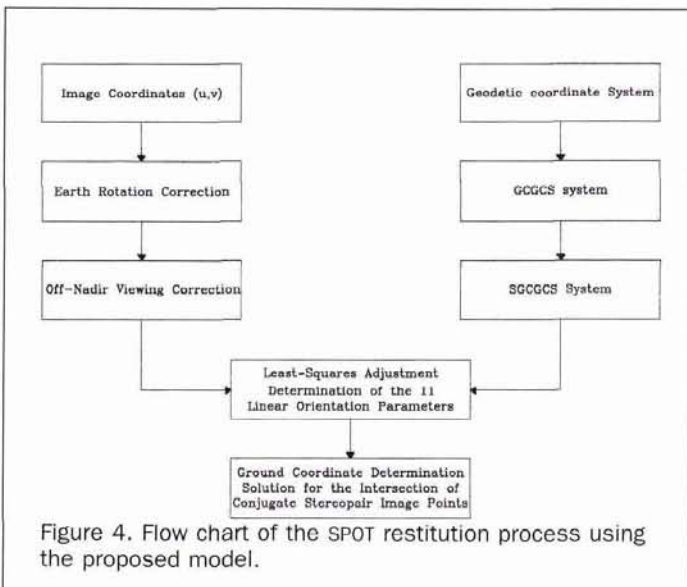 Image Coordinates (u,v)
Earth Rotation Correction
Off-Nadir Viewing Correction
Geodetic coordinate System
GCGCS system
SGCGCS System
Least-Squares Adjustment
Determination of the 11
Linear Orientation Parameters
Ground Coordinate Determination
Solution for the Intersection of
Conjugate Stereopair Image Points
Figure 4. Flow chart of the SPOT restitution process using
the proposed model.